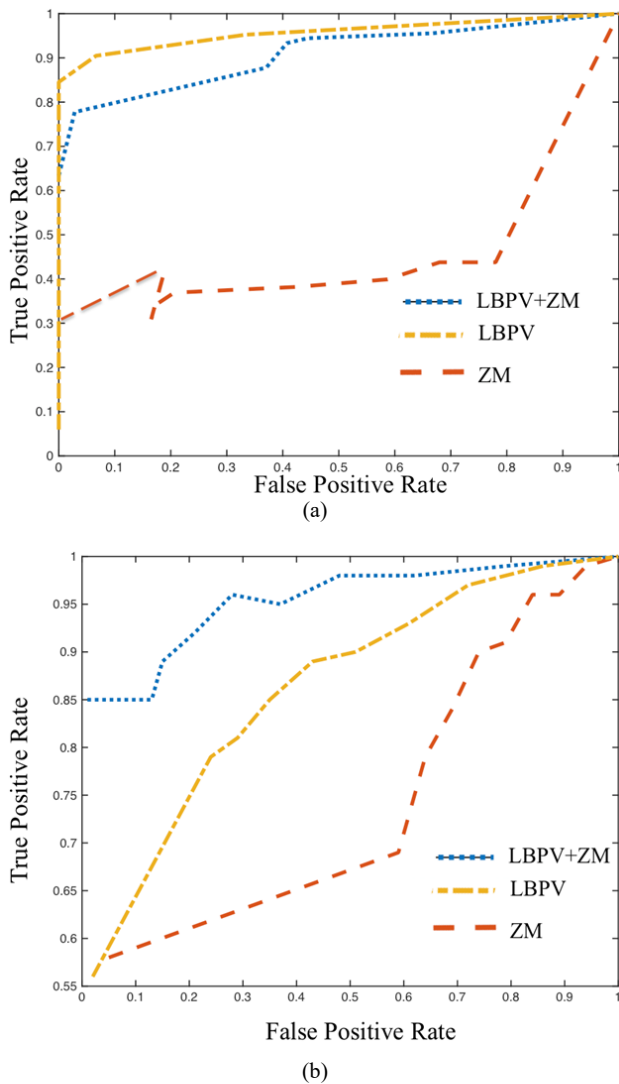 1
0.9
0.8
0.7
0.6
0.5
0.4
0.3
0.2
0.1
0
True Positive Rate
LBPV+ZM
LBPV
ZM
0 0.1 0.2 0.3 0.4 0.5 0.6 0.7 0.8 0.9 1
False Positive Rate
(a)
1
0.95
0.9
0.85
0.8
0.75
0.7
0.65
0.6
0.55
True Positive Rate
LBPV+ZM
LBPV
ZM
0 0.1 0.2 0.3 0.4 0.5 0.6 0.7 0.8 0.9 1
False Positive Rate
(b)